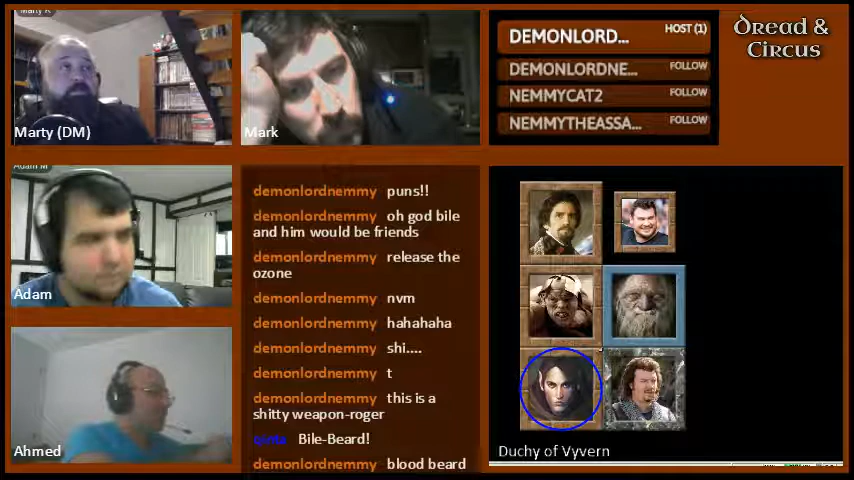 Marty R
Marty (DM)
Mark
DEMONLORD...
HOST (1)
DEMONLORDNE...
FOLLOW
NEMMYCAT2
FOLLOW
NEMMYTHEASSA...
FOLLOW
Dread &
Circus
Adam M
Adam
Ahmed
demonlordnemmy puns!!
demonlordnemmy oh god bile
and him would be friends
demonlordnemmy release the
ozone
demonlordnemmy nvm
demonlordnemmy hahahaha
demonlordnemmy shi....
demonlordnemmy t
demonlordnemmy this is a
shitty weapon-roger
Bile-Beard!
demonlordnemmy blood beard
Duchy of Vyvern